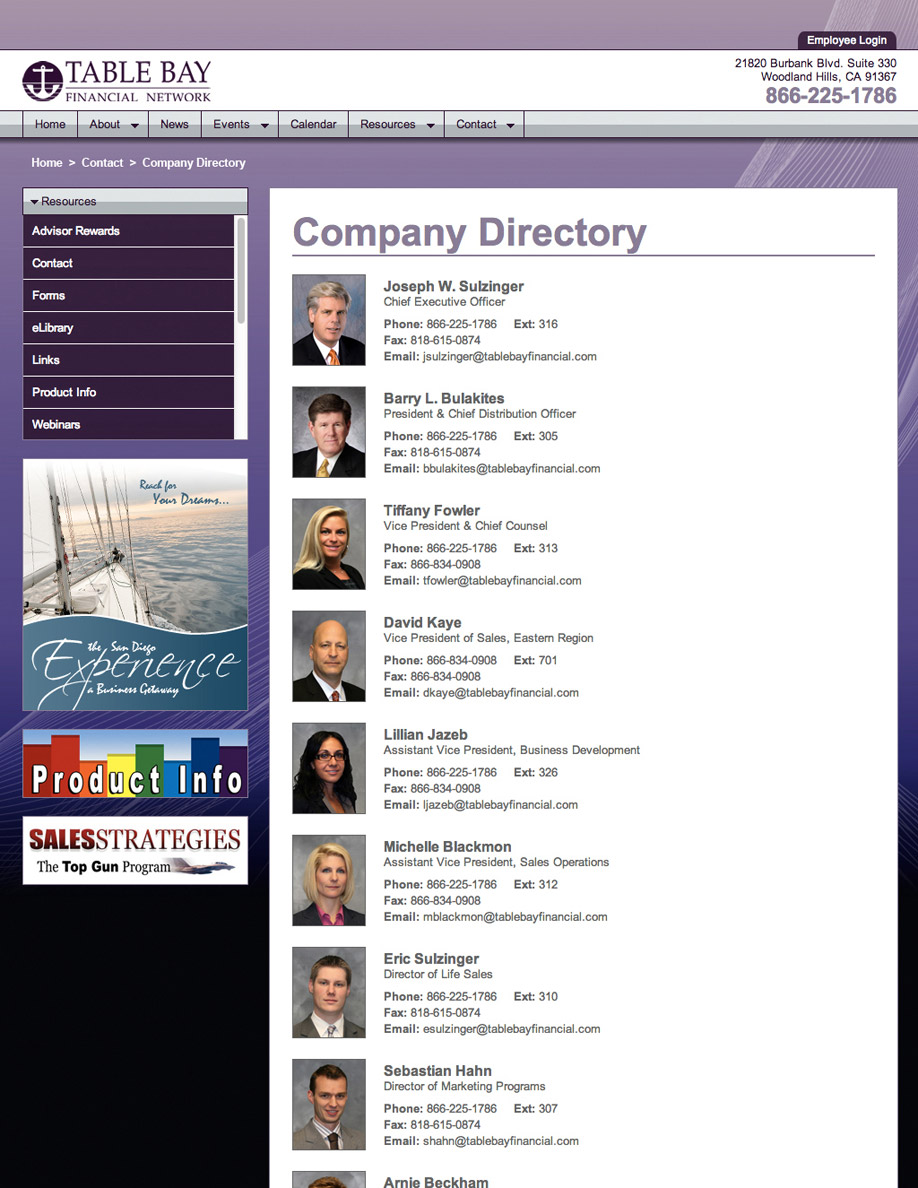 Employee Login
TABLE BAY
FINANCIAL NETWORK
21820 Burbank Blvd. Suite 330
Woodland Hills, CA 91367
866-225-1786
Home About News Events Calendar Resources Contact
Home > Contact > Company Directory
Resources
Advisor Rewards
Contact
Forms
eLibrary
Links
Product Info
Webinars
Reach for
Your Dreams...
the San Diego
Experience
a Business Getaway
Product Info
SALESSTRATEGIES
The Top Gun Program
Company Directory
Joseph W. Sulzinger
Chief Executive Officer
Phone: 866-225-1786 Ext: 316
Fax: 818-615-0874
Email: jsulzinger@tablebayfinancial.com
Barry L. Bulakites
President & Chief Distribution Officer
Phone: 866-225-1786 Ext: 305
Fax: 818-615-0874
Email: bbulakites@tablebayfinancial.com
Tiffany Fowler
Vice President & Chief Counsel
Phone: 866-225-1786 Ext: 313
Fax: 866-834-0908
Email: tfowler@tablebayfinancial.com
David Kaye
Vice President of Sales, Eastern Region
Phone: 866-834-0908 Ext: 701
Fax: 866-834-0908
Email: dkaye@tablebayfinancial.com
Lillian Jazeb
Assistant Vice President, Business Development
Phone: 866-225-1786 Ext: 326
Fax: 866-834-0908
Email: ljazeb@tablebayfinancial.com
Michelle Blackmon
Assistant Vice President, Sales Operations
Phone: 866-225-1786 Ext: 312
Fax: 866-834-0908
Email: mblackmon@tablebayfinancial.com
Eric Sulzinger
Director of Life Sales
Phone: 866-225-1786 Ext: 310
Fax: 818-615-0874
Email: esulzinger@tablebayfinancial.com
Sebastian Hahn
Director of Marketing Programs
Phone: 866-225-1786 Ext: 307
Fax: 818-615-0874
Email: shahn@tablebayfinancial.com
Arnie Beckham